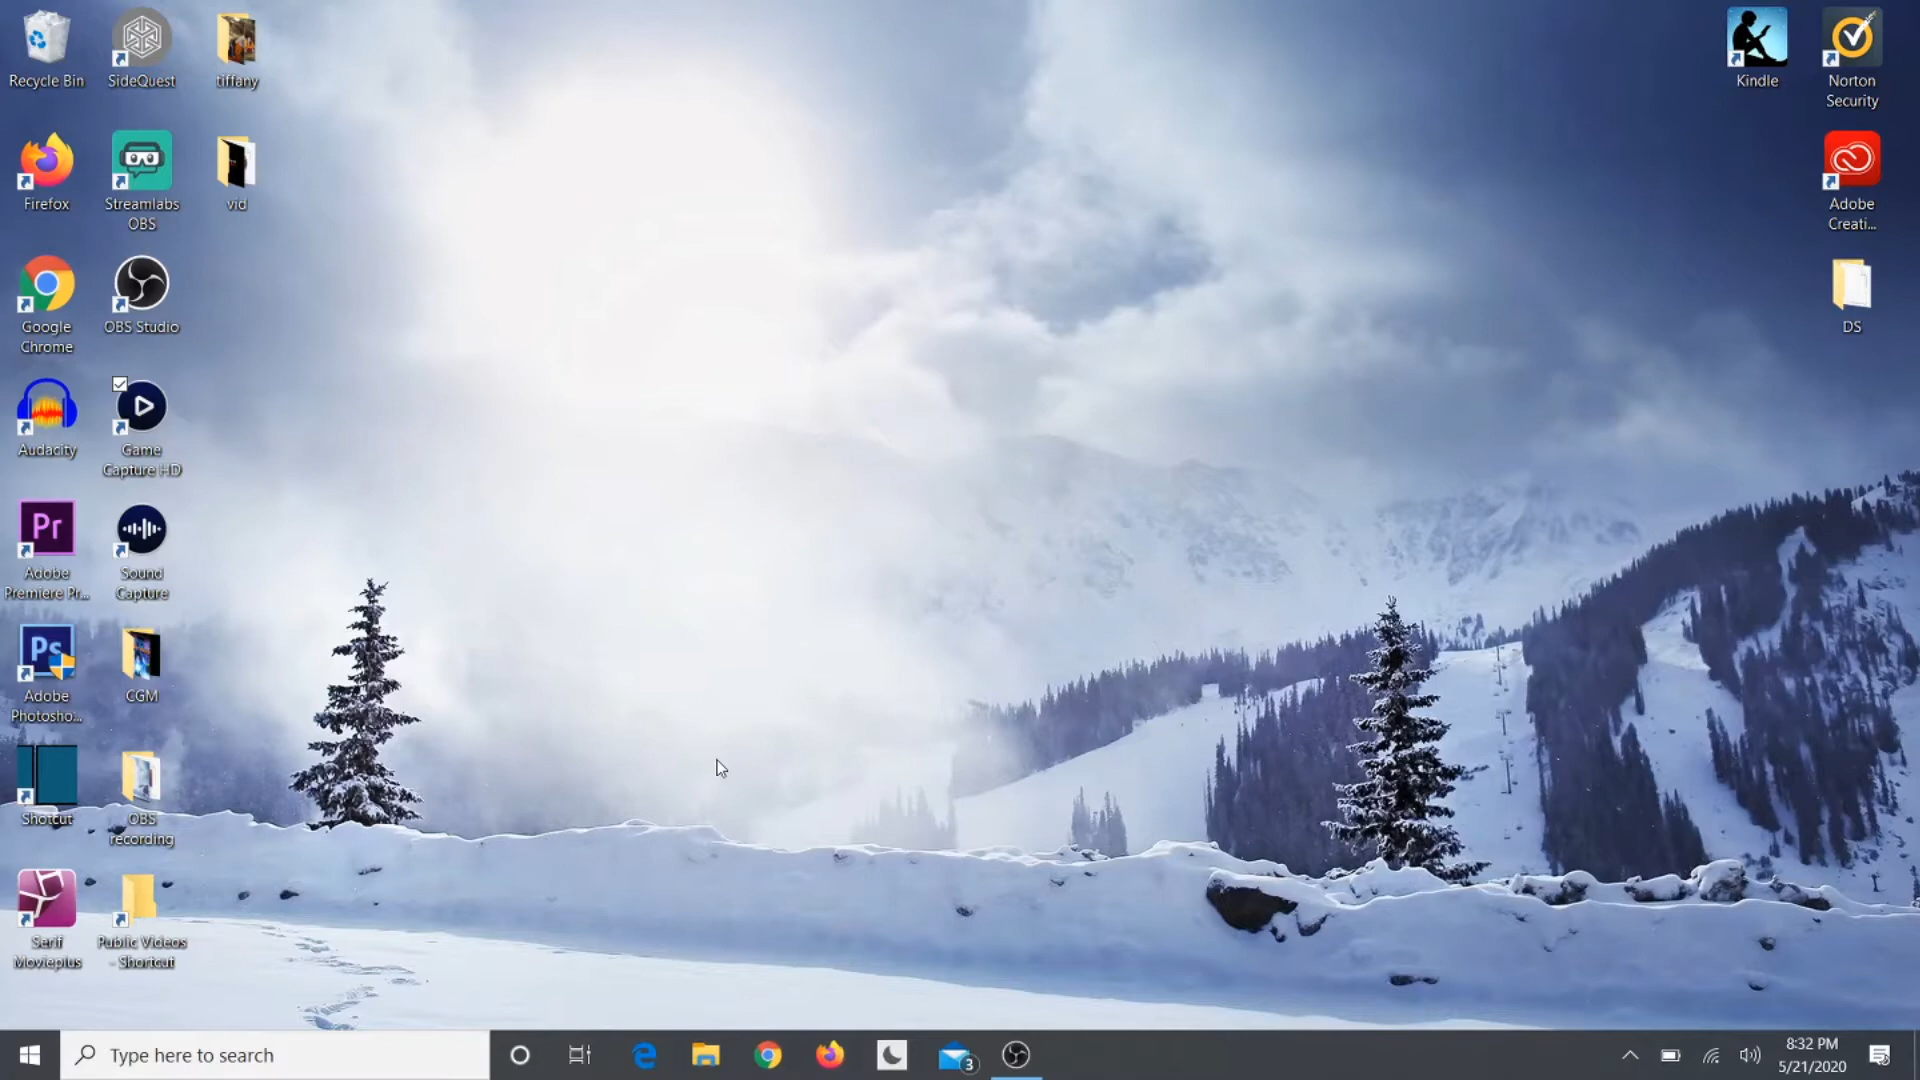 Recycle Bin
SideQuest
tiffany
Kindle
Norton
Security
Firefox
Streamlabs
OBS
vid
Adobe
Creati...
Google
Chrome
OBS Studio
DS
Audacity
Game
Capture HD
Pr
Adobe
Premiere Pr...
Sound
Capture
Ps
Adobe
Photosho...
CGM
Shotcut
OBS
recording
Serif
Movieplus
Public Videos
- Shortcut
Type here to search
3
8:32 PM
5/21/2020